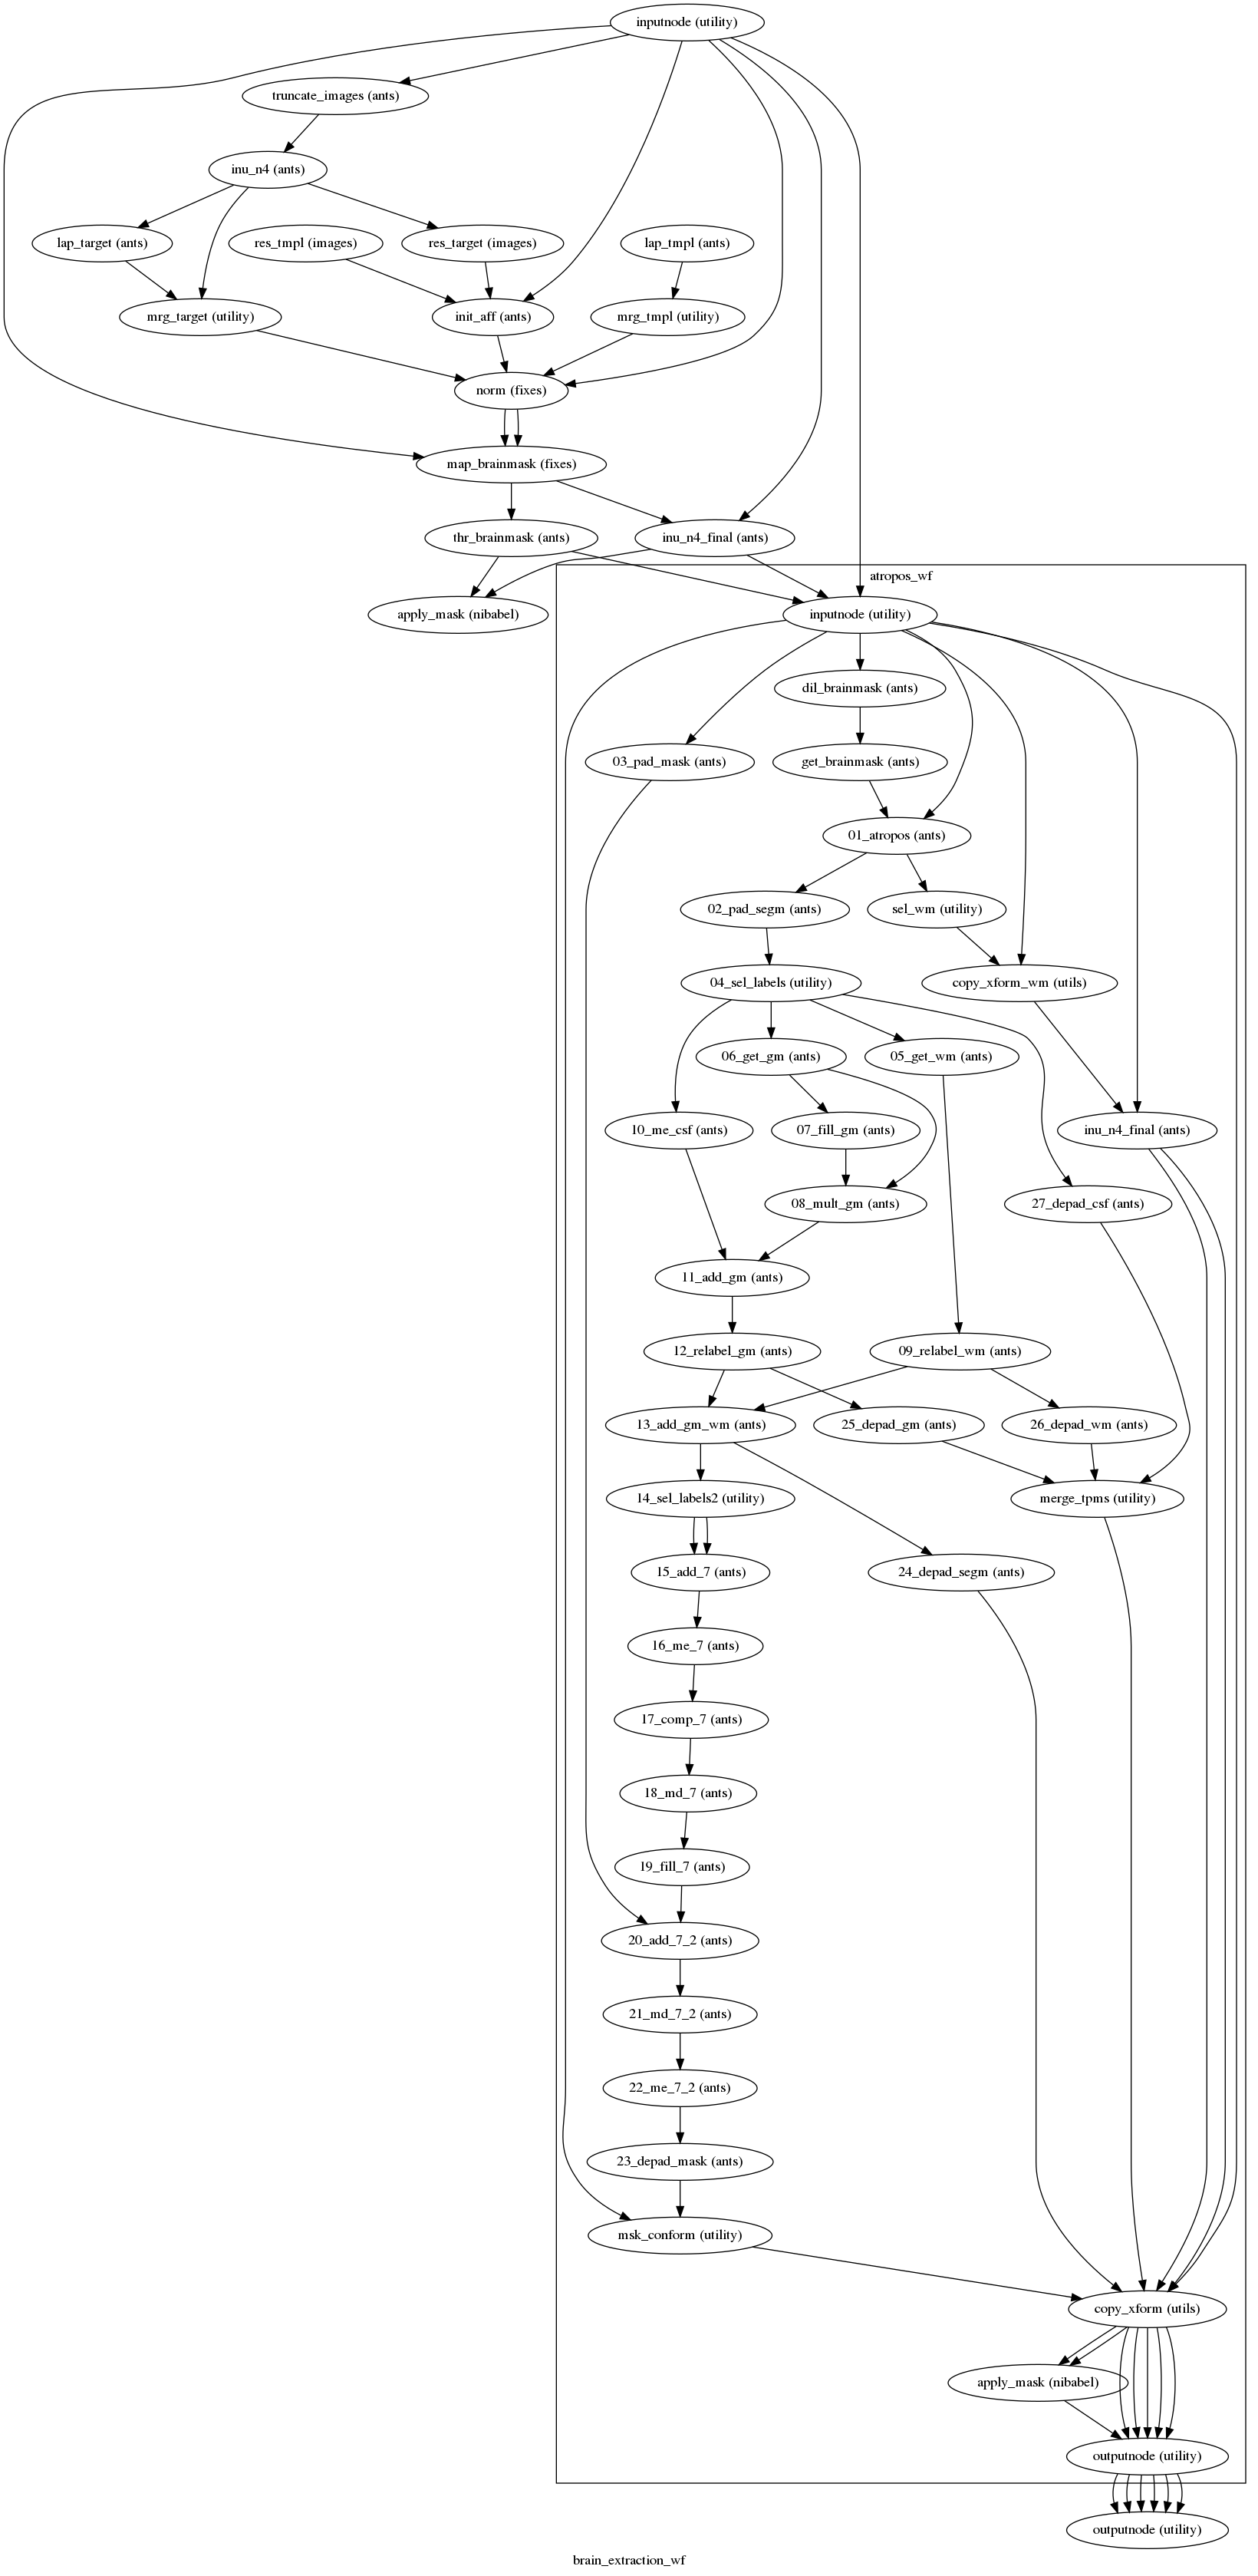 inputnode (utility)
truncate_images (ants)
inu_n4 (ants)
lap_target (ants)
res_tmpl (images)
res_target (images)
lap_tmpl (ants)
mrg_target (utility)
init_aff (ants)
mrg_tmpl (utility)
norm (fixes)
map_brainmask (fixes)
thr_brainmask (ants)
inu_n4_final (ants)
atropos_wf
apply_mask (nibabel)
inputnode (utility)
dil_brainmask (ants)
03_pad_mask (ants)
get_brainmask (ants)
01_atropos (ants)
02_pad_segm (ants)
sel_wm (utility)
04_sel_labels (utility)
copy_xform_wm (utils)
06_get_gm (ants)
05_get_wm (ants)
10_me_csf (ants)
07_fill_gm (ants)
inu_n4_final (ants)
08_mult_gm (ants)
27_depad_csf (ants)
11_add_gm (ants)
12_relabel_gm (ants)
09_relabel_wm (ants)
13_add_gm_wm (ants)
25_depad_gm (ants)
26_depad_wm (ants)
14_sel_labels2 (utility)
merge_tpms (utility)
15_add_7 (ants)
24_depad_segm (ants)
16_me_7 (ants)
17_comp_7 (ants)
18_md_7 (ants)
19_fill_7 (ants)
20_add_7_2 (ants)
21_md_7_2 (ants)
22_me_7_2 (ants)
23_depad_mask (ants)
msk_conform (utility)
copy_xform (utils)
apply_mask (nibabel)
outputnode (utility)
outputnode (utility)
brain_extraction_wf